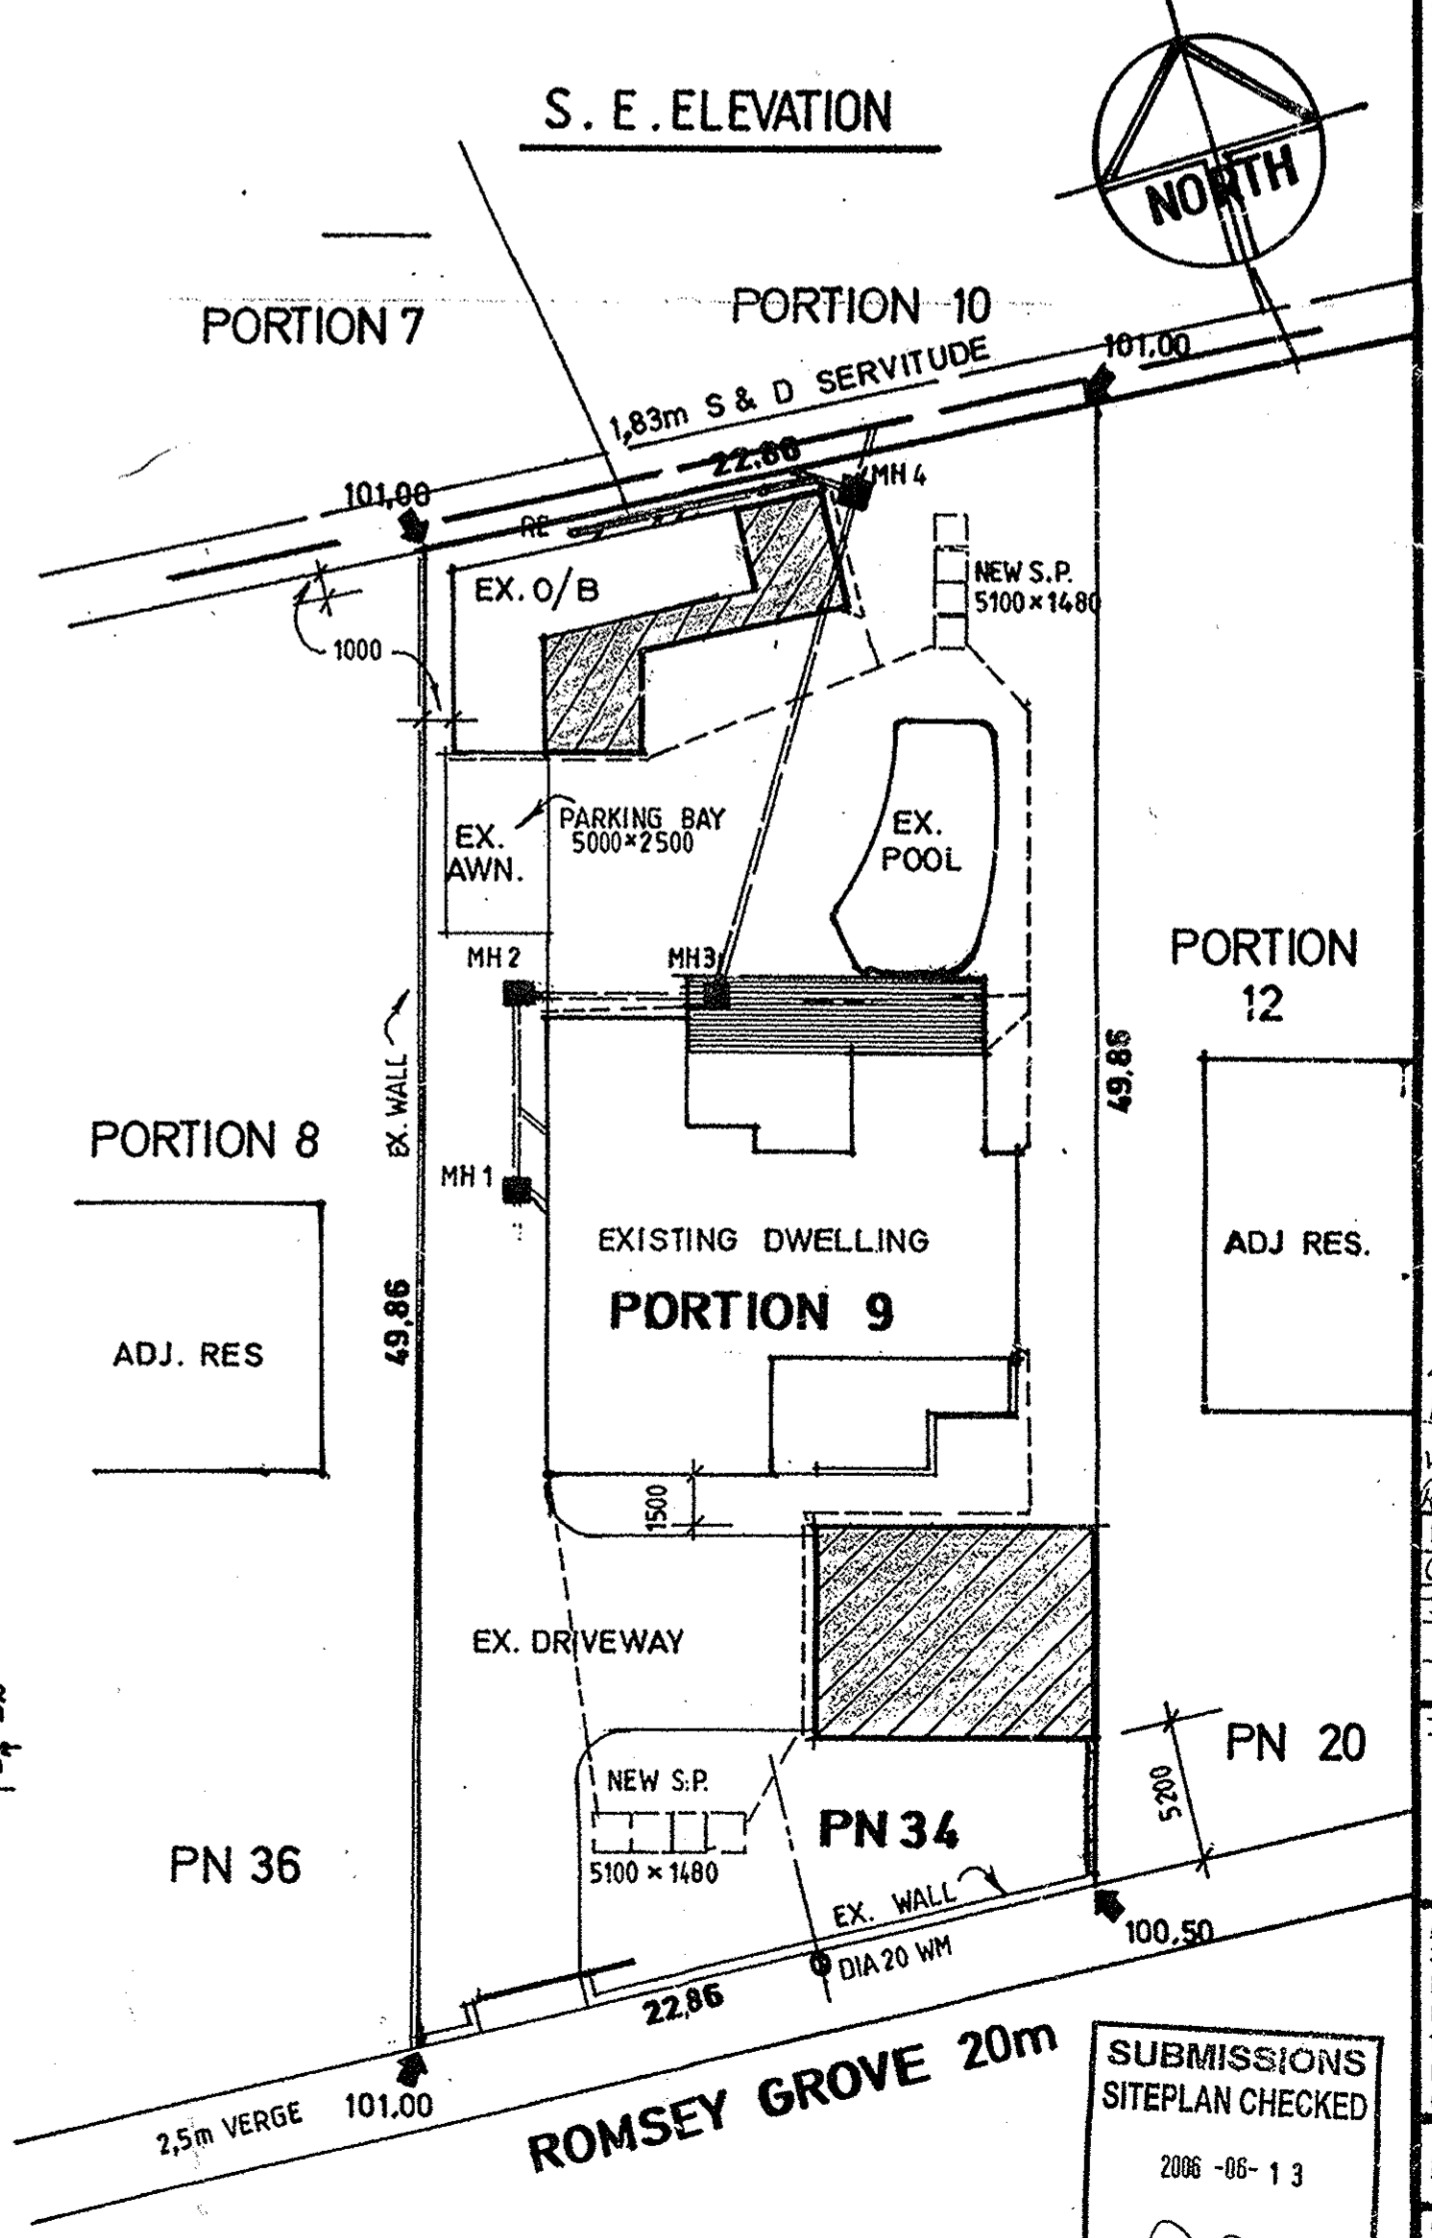 S. E. ELEVATION
NORTH
PORTION 7
PORTION 10
101,00
1,83m S & D SERVITUDE
22,86
101,00
MH 4
RE
EX. O/B
NEW S.P.
5100 × 1480
1000
PARKING BAY
5000×2500
EX.
AWN.
EX.
POOL
MH 2
MH3
PORTION
12
EX. WALL
49,86
PORTION 8
MH 1
EXISTING DWELLING
ADJ RES.
PORTION 9
49,86
ADJ. RES
1500
EX. DRIVEWAY
PN 20
5200
NEW S.P.
PN 34
5100 × 1480
PN 36
EX. WALL
100,50
DIA 20 WM
22,86
ROMSEY GROVE 20m
101,00
2,5m VERGE
SUBMISSIONS
SITEPLAN CHECKED
2006 -06- 1 3